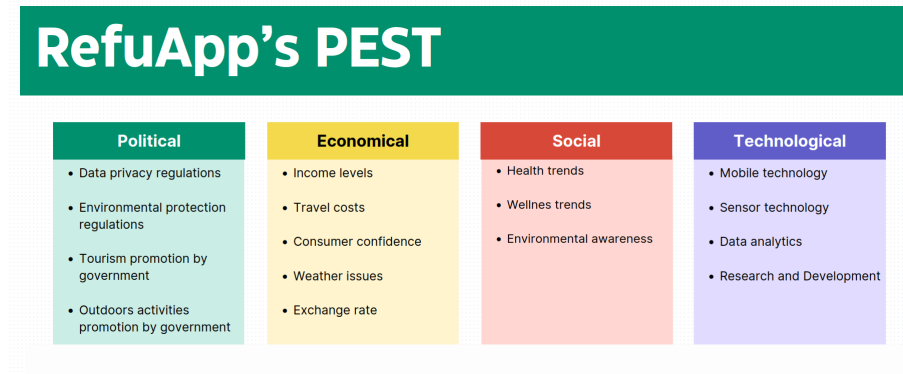 RefuApp's PEST
Political
• Data privacy regulations
• Environmental protection
regulations
• Tourism promotion by
government
• Outdoors activities
promotion by government
Economical
• Income levels
• Travel costs
• Consumer confidence
• Weather issues
• Exchange rate
Social
• Health trends
• Wellnes trends
• Environmental awareness
Technological
• Mobile technology
• Sensor technology
• Data analytics
• Research and Development